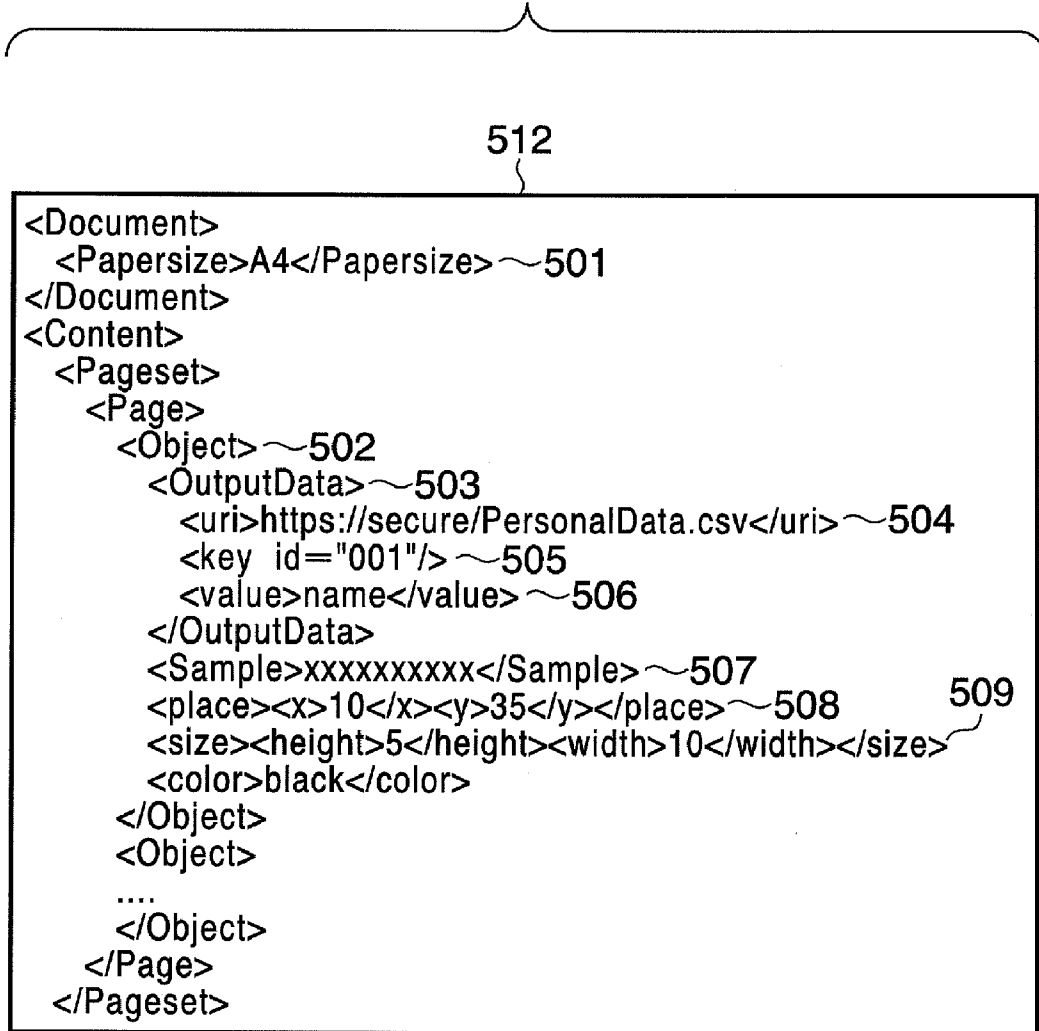 512
<Document>
<Papersize>A4</Papersize>~501
</Document>
<Content>
<Pageset>
<Page>
<Object>~502
<OutputData>~503
<uri>https://secure/PersonalData.csv</uri>~504
<key id="001"/>~505
<value>name</value>~506
</OutputData>
<Sample>xxxxxxxxxx</Sample>~507
<place><x>10</x><y>35</y></place>~508
509
<size><height>5</height><width>10</width></size>
<color>black</color>
</Object>
<Object>
....
</Object>
</Page>
</Pageset>